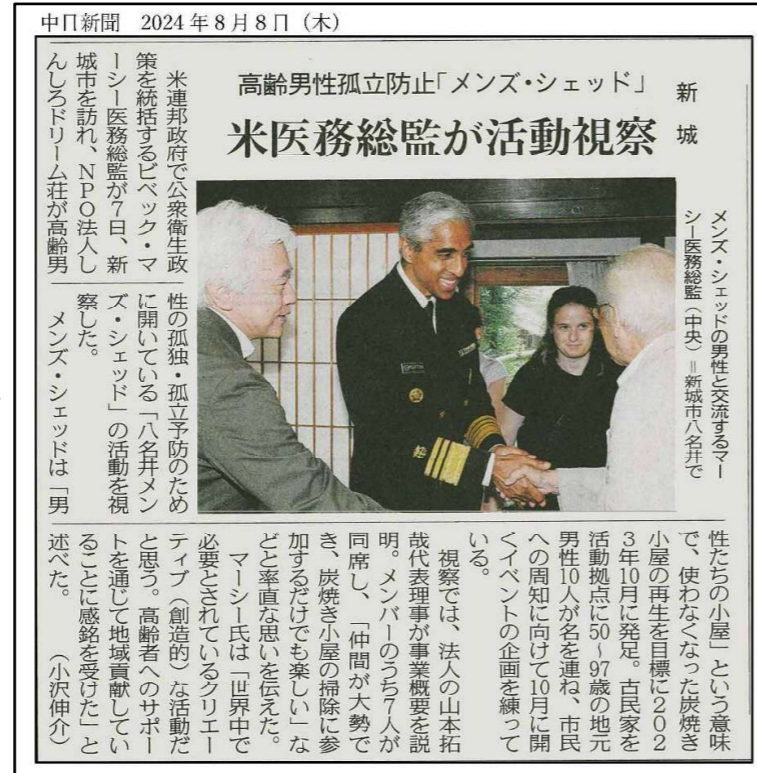 中日新聞 2024年8月8日（木）
新城
高齢男性孤立防止「メンズ・シェッド」
米医務総監が活動視察
メンズ・シェッドの男性と交流するマー
シー医務総監（中央）＝新城市八名井で
米連邦政府で公衆衛生政
策を統括するビベック・マ
ーシー医務総監が7日、新
城市を訪れ、NPO法人し
んしろドリーム荘が高齢男
性の孤独・孤立予防のため
に開いている「八名井メン
ズ・シェッド」の活動を視
察した。
メンズ・シェッドは「男
性たちの小屋」という意味
で、使わなくなった炭焼き
小屋の再生を目標に202
3年10月に発足。古民家を
活動拠点に50〜97歳の地元
男性10人が名を連ね、市民
への周知に向けて10月に開
くイベントの企画を練って
いる。
視察では、法人の山本拓
哉代表理事が事業概要を説
明。メンバーのうち7人が
同席し、「仲間が大勢で
き、炭焼き小屋の掃除に参
加するだけでも楽しい」な
どと率直な思いを伝えた。
マーシー氏は「世界中で
必要とされているクリエー
ティブ（創造的）な活動だ
と思う。高齢者へのサポー
トを通じて地域貢献してい
ることに感銘を受けた」と
述べた。（小沢伸介）